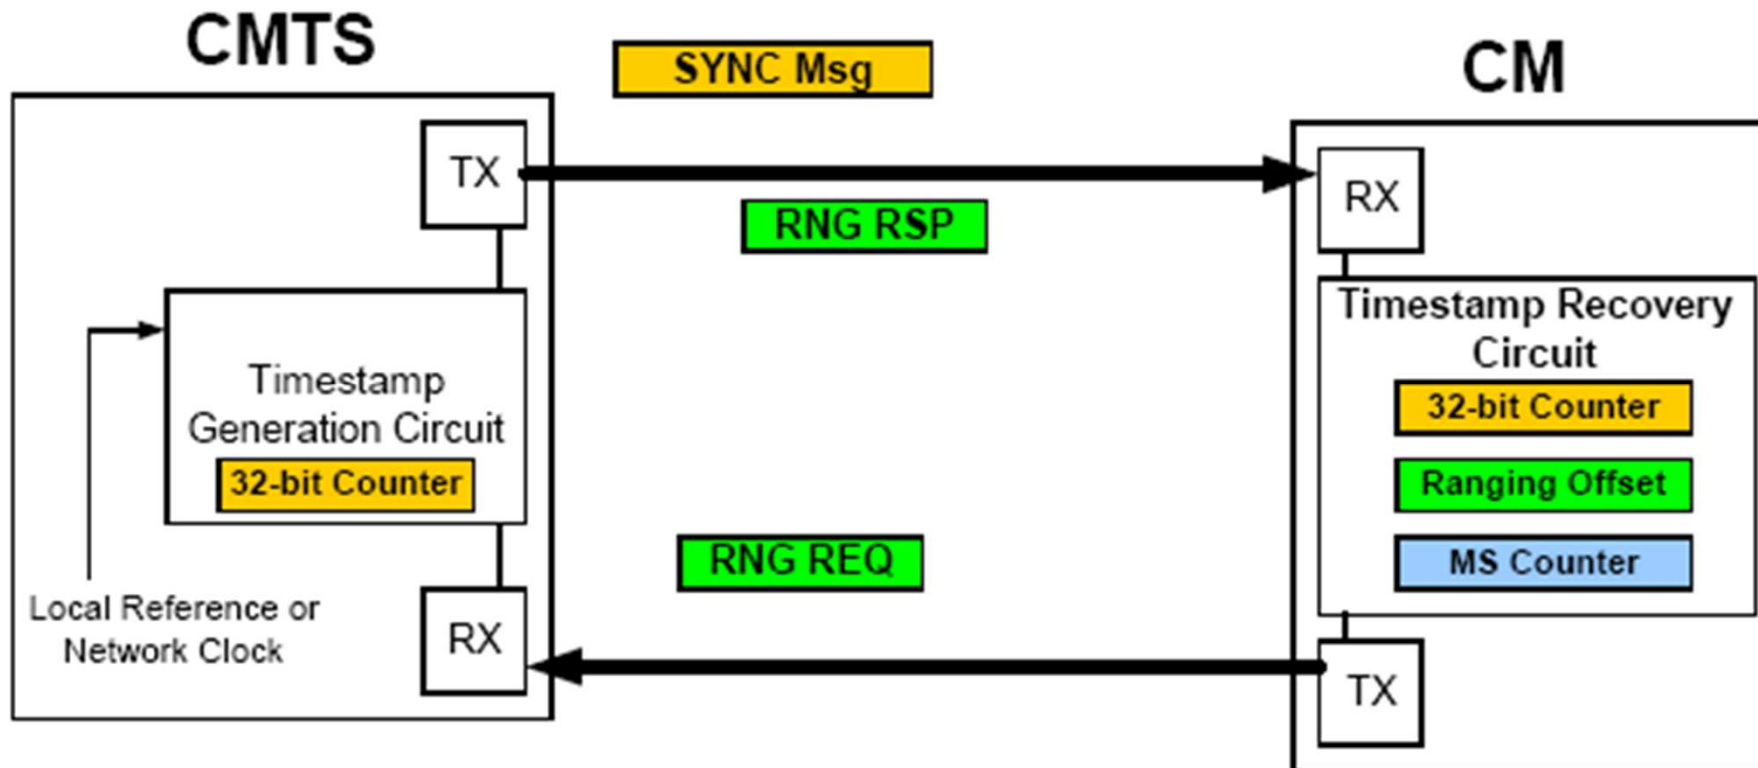 CMTS
SYNC Msg
CM
TX
RNG RSP
RX
Timestamp Recovery
Circuit
32-bit Counter
Ranging Offset
MS Counter
Timestamp
Generation Circuit
32-bit Counter
RNG REQ
Local Reference or
Network Clock
RX
TX